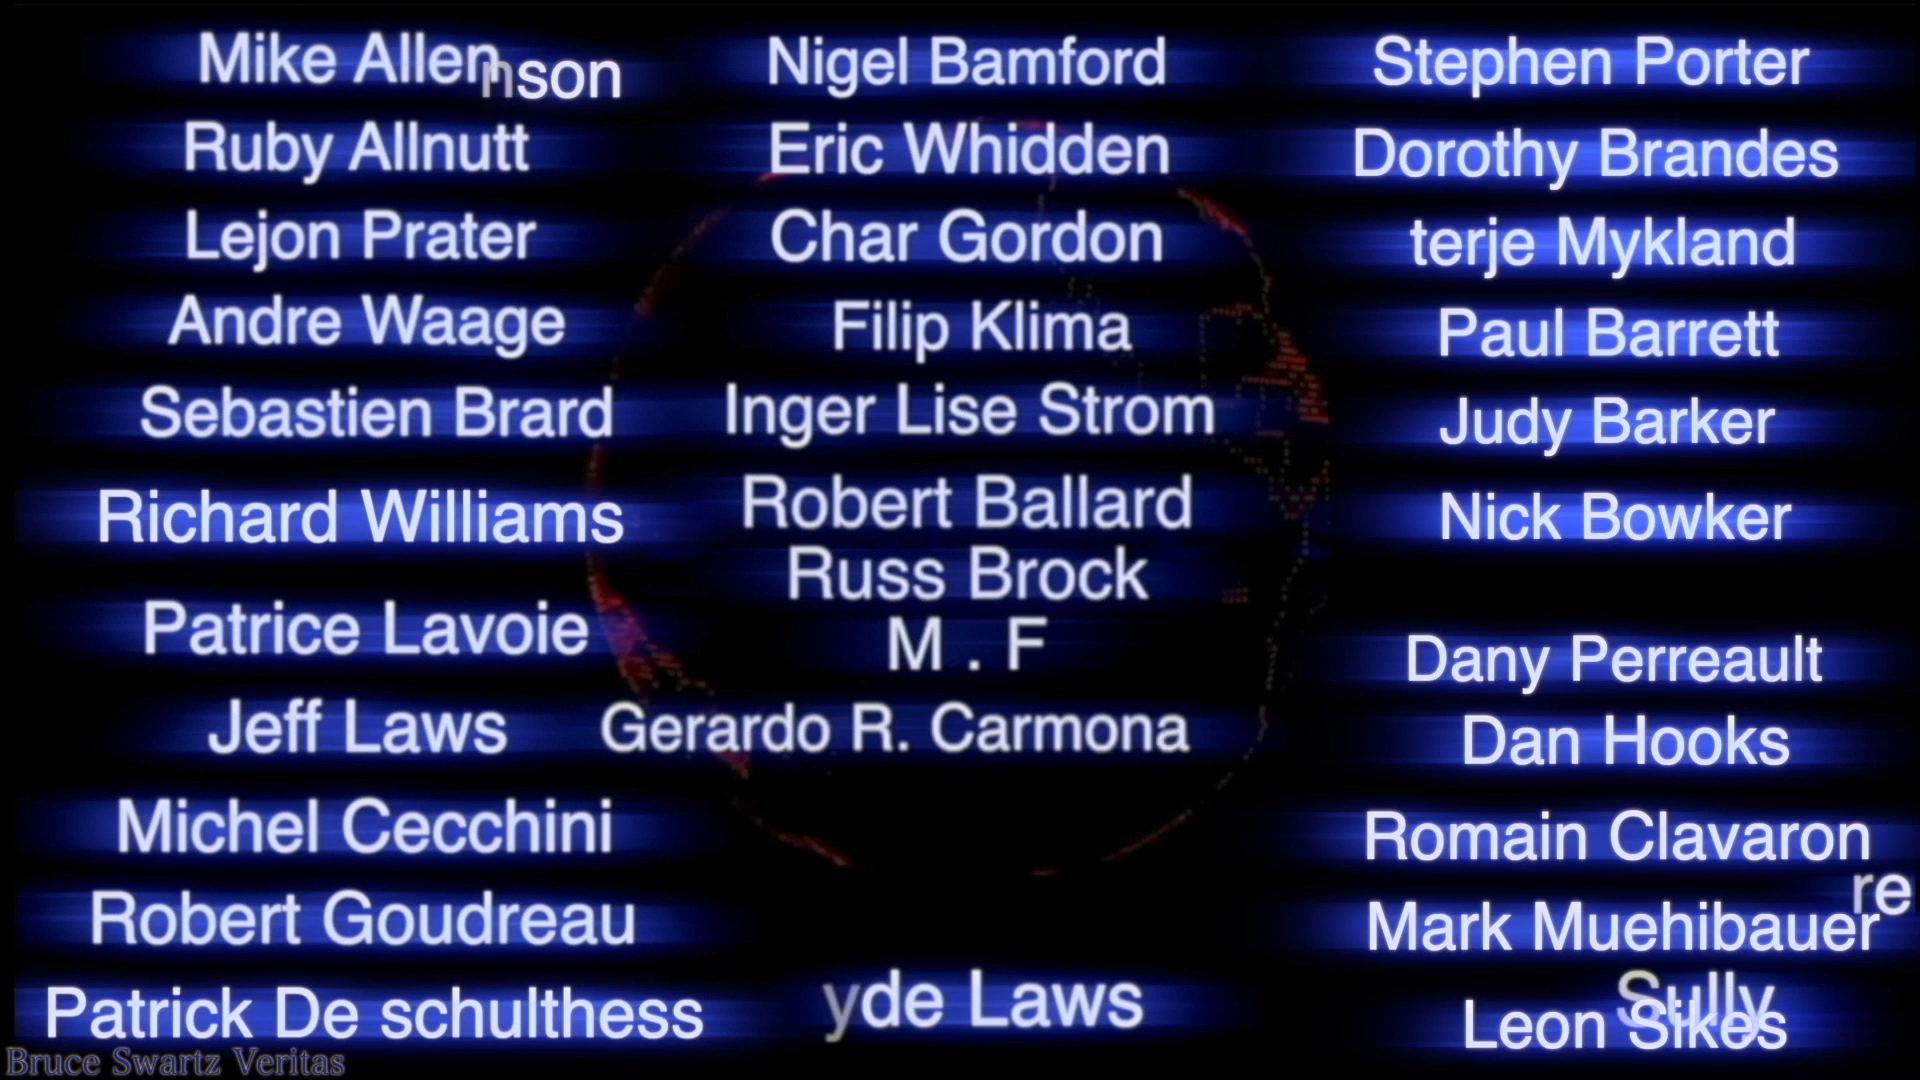 Mike Allen
nson
Ruby Allnutt
Lejon Prater
Andre Waage
Sebastien Brard
Richard Williams
Patrice Lavoie
Jeff Laws
Michel Cecchini
Robert Goudreau
Patrick De schulthess
Bruce Swartz Veritas
Nigel Bamford
Eric Whidden
Char Gordon
Filip Klima
Inger Lise Strom
Robert Ballard
Russ Brock
M . F
Gerardo R. Carmona
yde Laws
Stephen Porter
Dorothy Brandes
terje Mykland
Paul Barrett
Judy Barker
Nick Bowker
Dany Perreault
Dan Hooks
Romain Clavaron
re
Mark Muehibauer
Sully
Leon Sikes